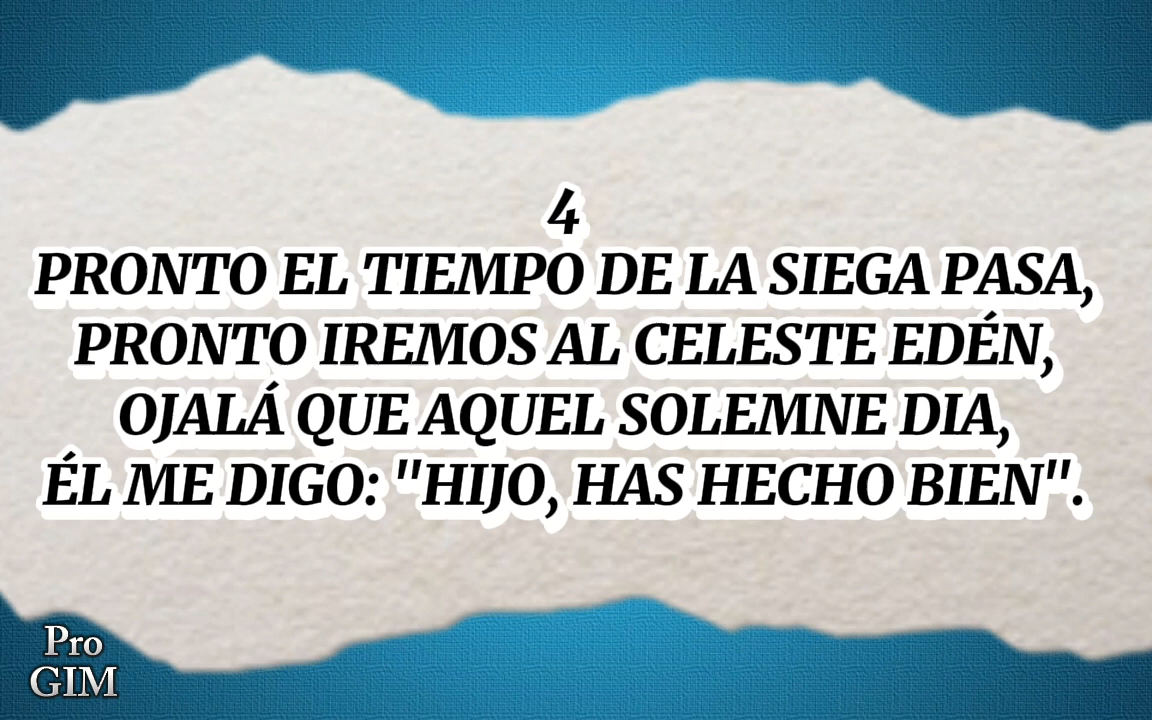 4
PRONTO EL TIEMPO DE LA SIEGA PASA,
PRONTO IREMOS AL CELESTE EDÉN,
OJALÁ QUE AQUEL SOLEMNE DIA,
ÉL ME DIGO: "HIJO, HAS HECHO BIEN".
Pro
GIM